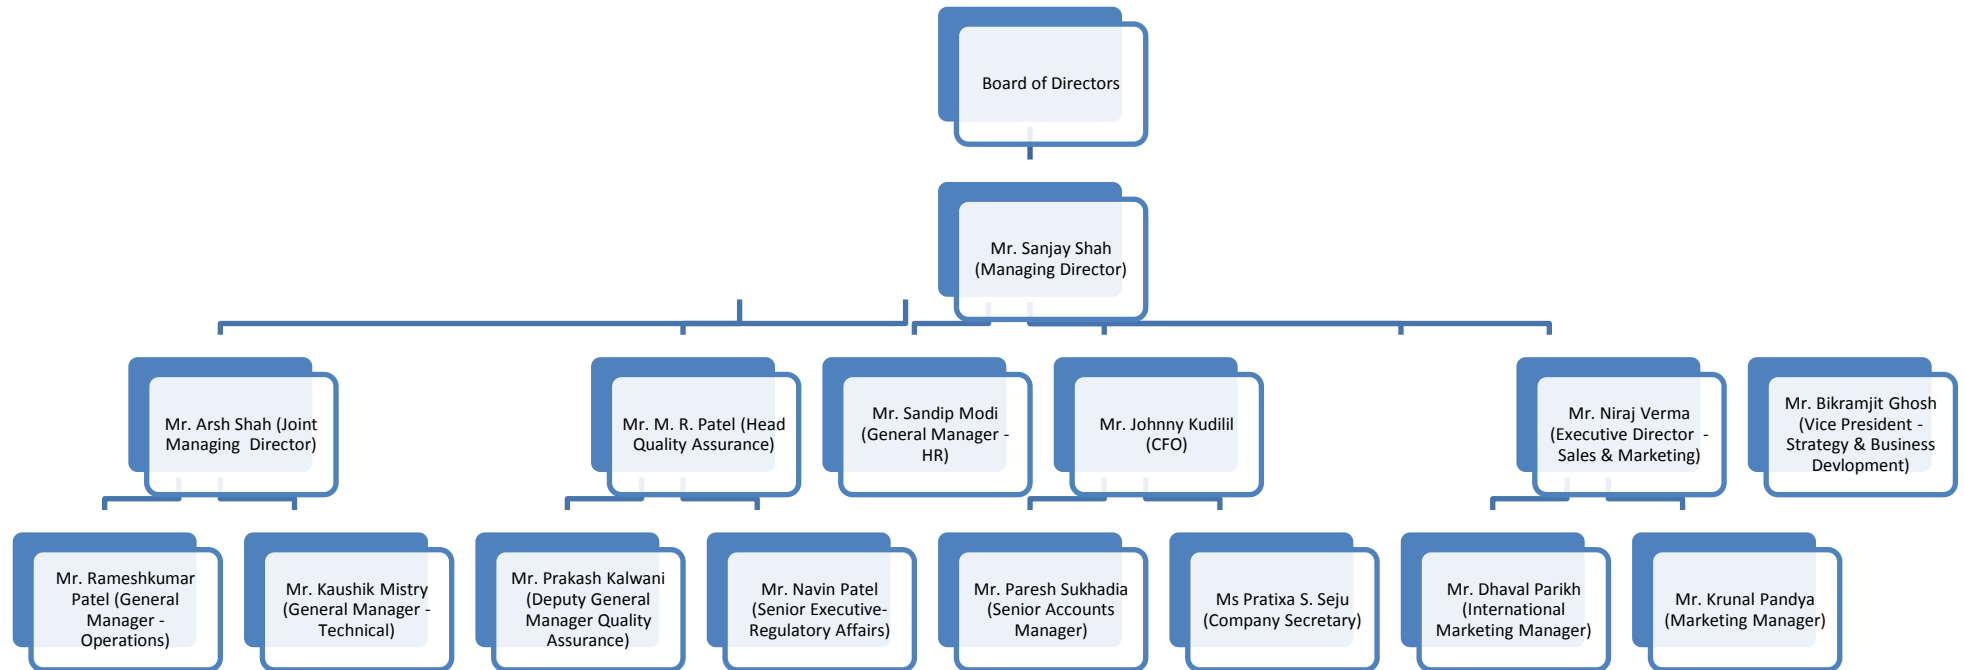 Board of Directors
Mr. Sanjay Shah
(Managing Director)
Mr. Arsh Shah (Joint
Managing Director)
Mr. M. R. Patel (Head
Quality Assurance)
Mr. Sandip Modi
(General Manager -
HR)
Mr. Johnny Kudilil
(CFO)
Mr. Niraj Verma
(Executive Director -
Sales & Marketing)
Mr. Bikramjit Ghosh
(Vice President -
Strategy & Business
Devlopment)
Mr. Rameshkumar
Patel (General
Manager -
Operations)
Mr. Kaushik Mistry
(General Manager -
Technical)
Mr. Prakash Kalwani
(Deputy General
Manager Quality
Assurance)
Mr. Navin Patel
(Senior Executive-
Regulatory Affairs)
Mr. Paresh Sukhadia
(Senior Accounts
Manager)
Ms Pratixa S. Seju
(Company Secretary)
Mr. Dhaval Parikh
(International
Marketing Manager)
Mr. Krunal Pandya
(Marketing Manager)